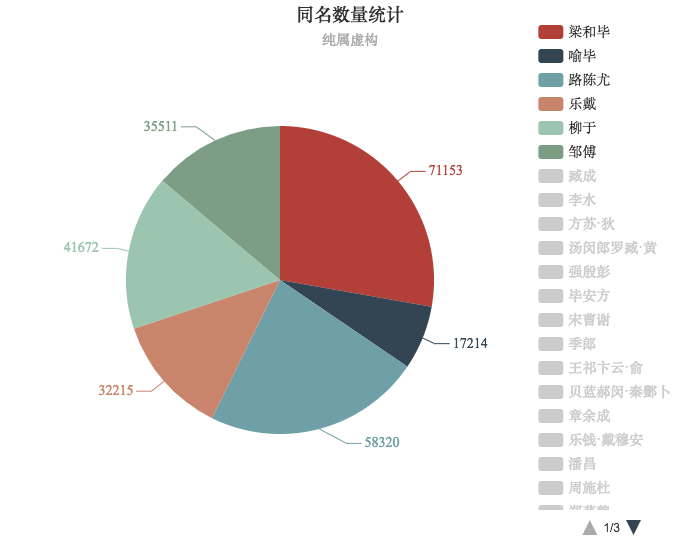 同名数量统计
纯属虚构
梁和毕
喻毕
路陈尤
乐戴
柳于
邹傅
臧成
李水
方苏·狄
汤闵郎罗臧·黄
强殷彭
毕安方
宋曹谢
季郎
王祁卞云·俞
贝蓝郝闵·秦酆卜
章余成
乐钱·戴穆安
潘昌
周施杜
1/3
35511
71153
41672
17214
32215
58320